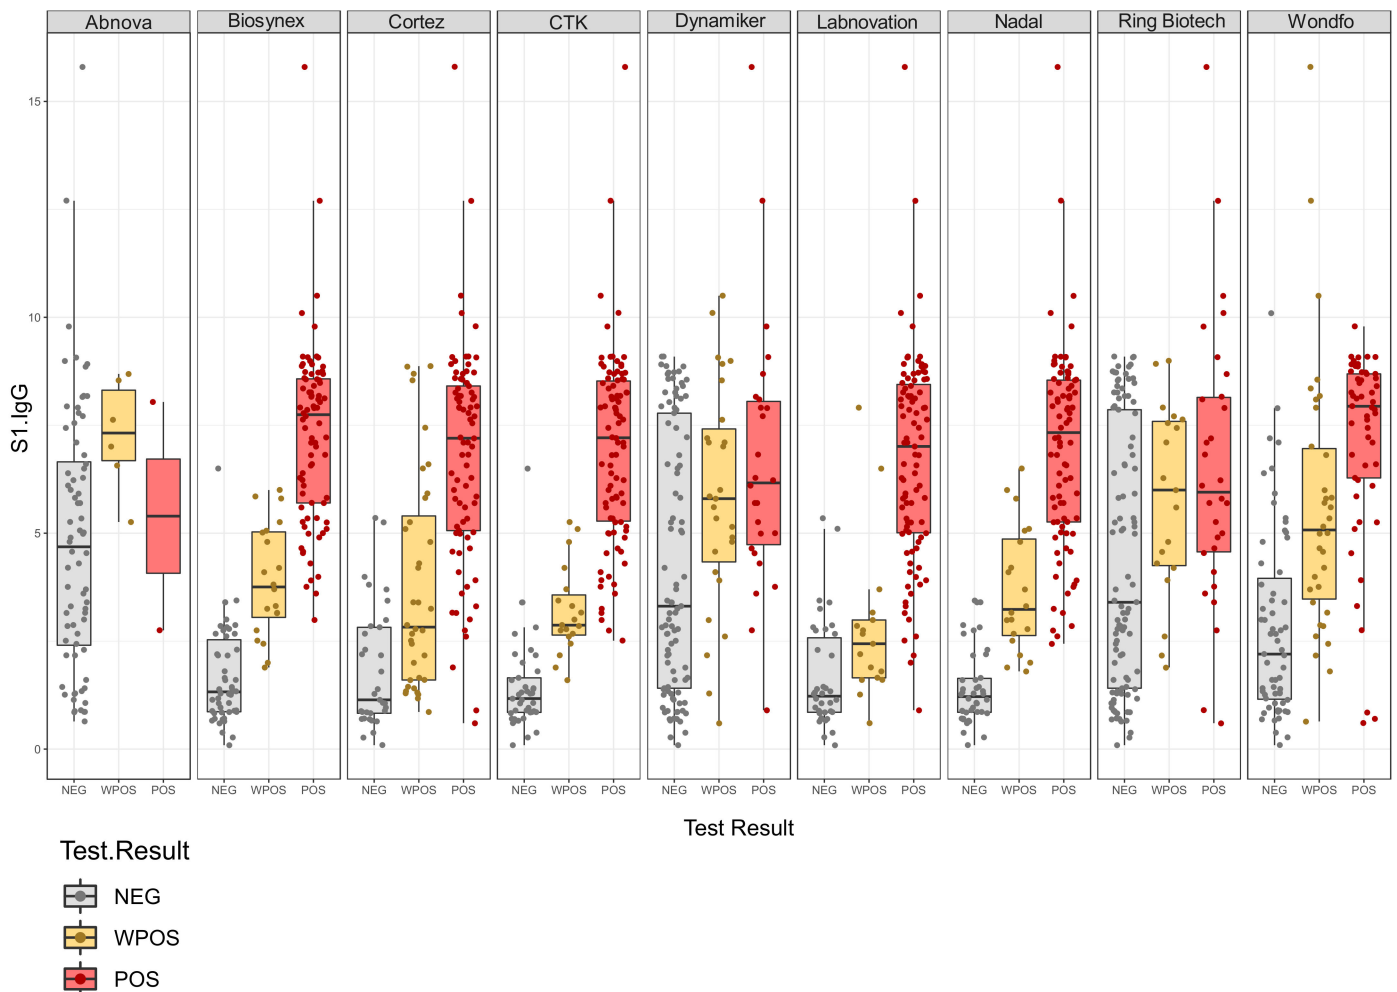 Abnova Biosynex Cortez CTK Dynamiker Labnovation Nadal Ring Biotech Wondfo
15
10
5
0
S1.IgG
NEG WPOS POS NEG WPOS POS NEG WPOS POS NEG WPOS POS NEG WPOS POS NEG WPOS POS NEG WPOS POS NEG WPOS POS NEG WPOS POS
Test Result
Test.Result
NEG
WPOS
POS